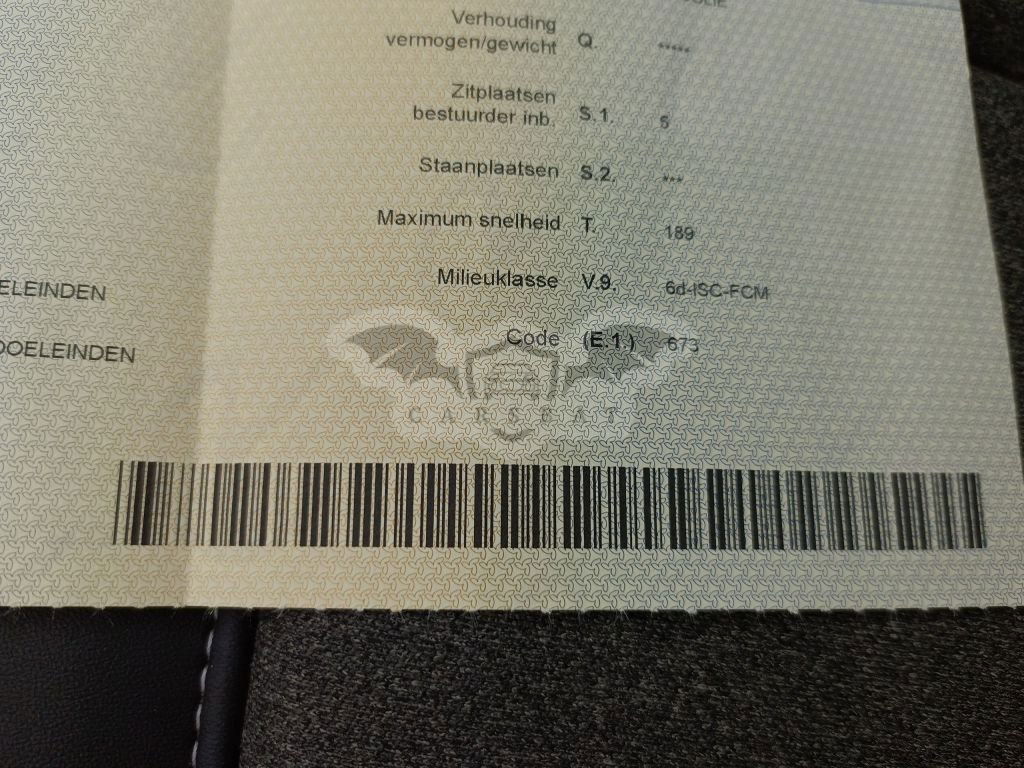 Verhouding
vermogen/gewicht Q. *****
Zitplaatsen
bestuurder inb. S.1. 5
Staanplaatsen S.2. ***
Maximum snelheid T. 189
Milieuklasse V.9. 6d-ISC-FCM
ELEINDEN
Code (E.1.) 673
DOELEINDEN
CARSCAT